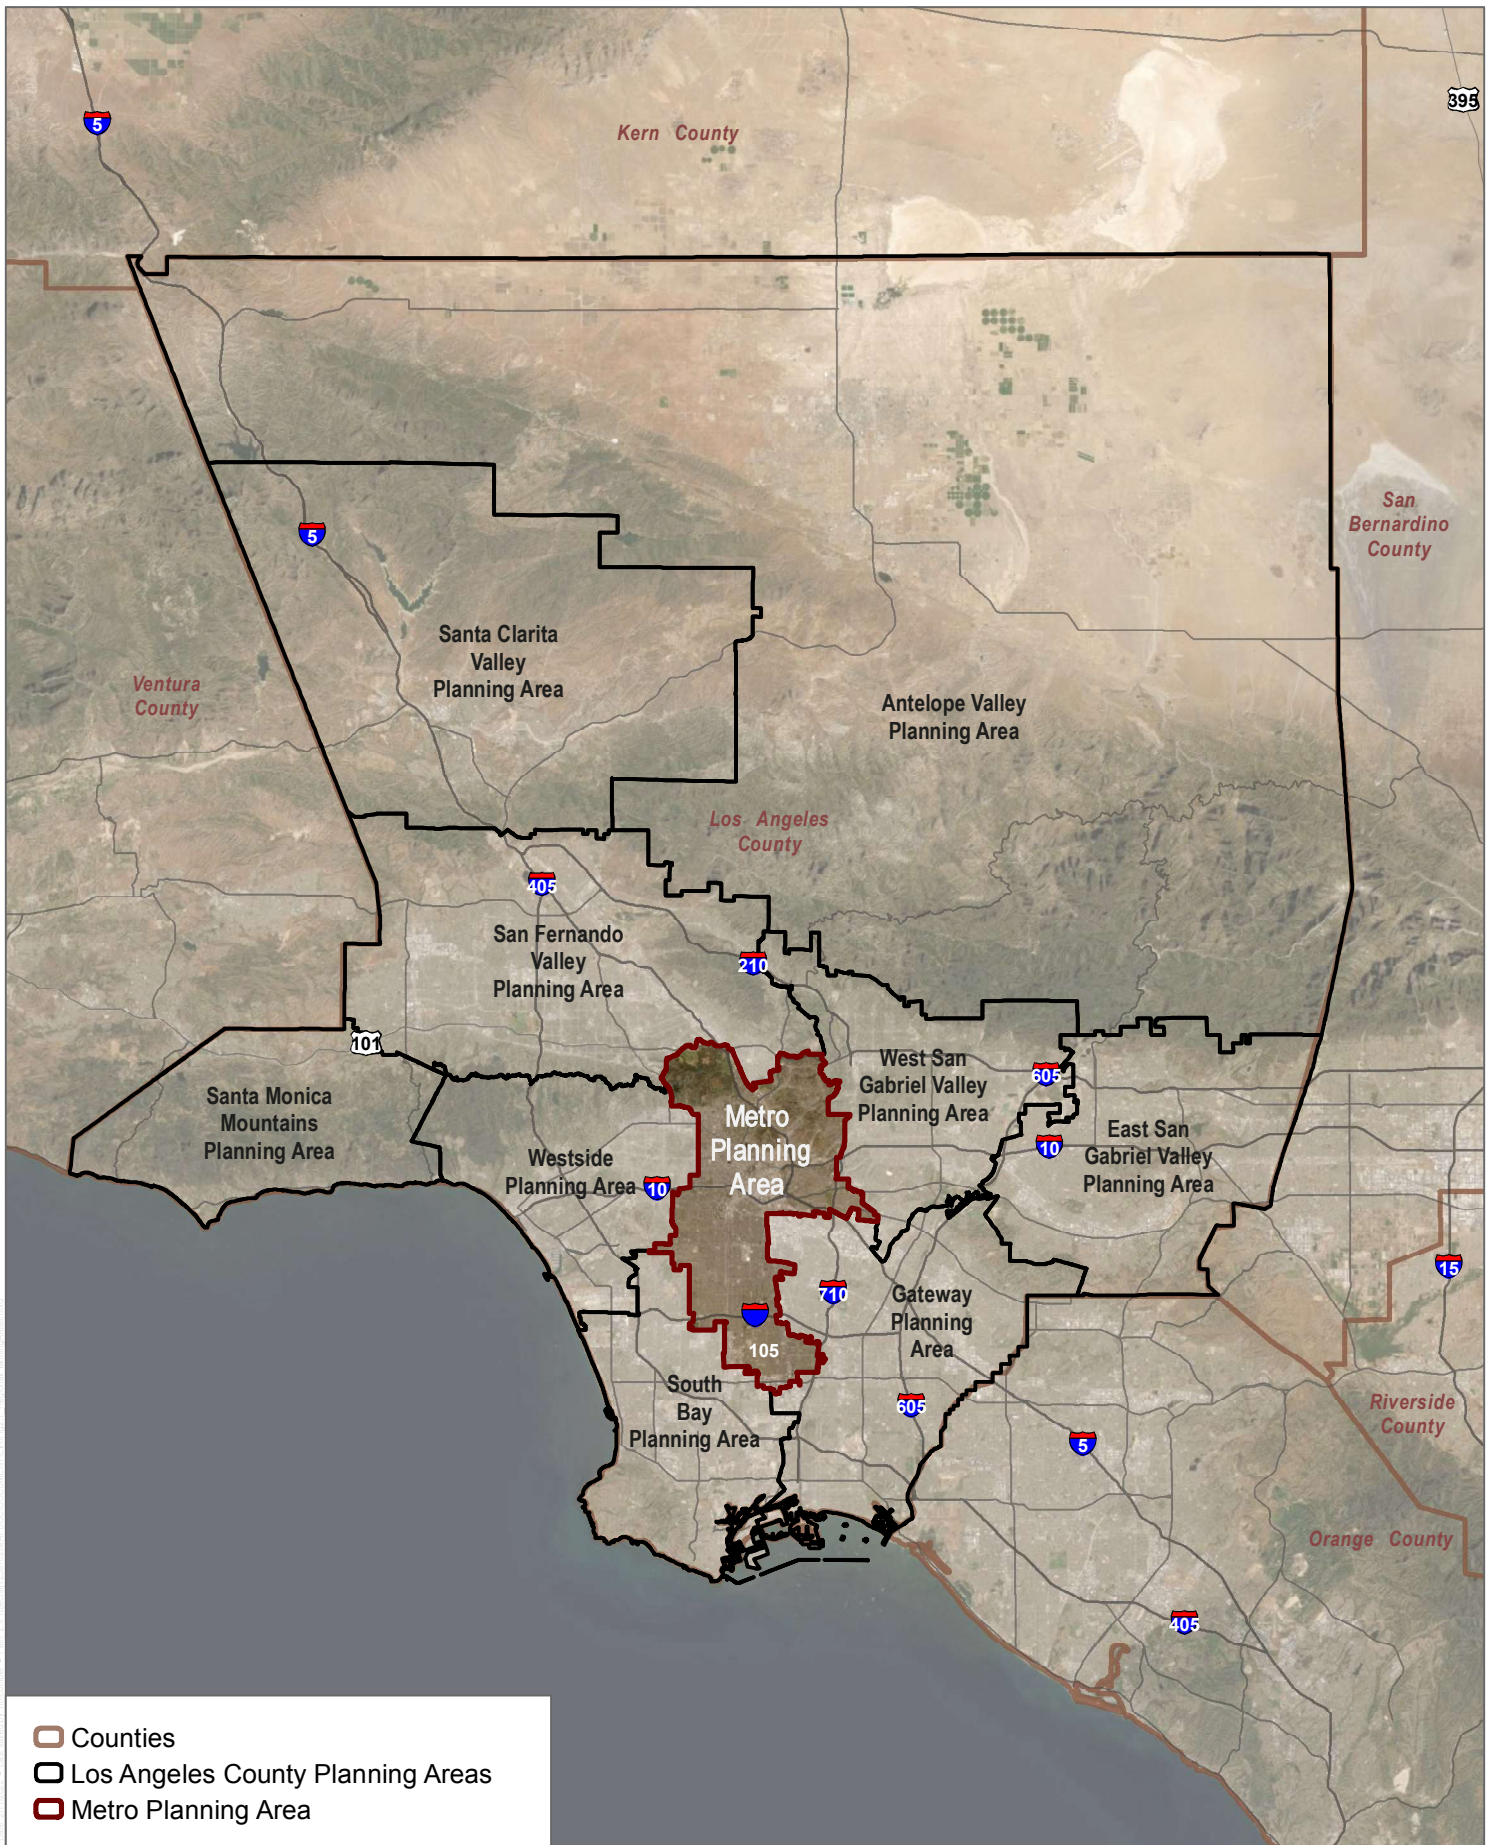 5
395
Kern County
San
Bernardino
County
5
Santa Clarita
Valley
Planning Area
Ventura
County
Antelope Valley
Planning Area
Los Angeles
County
405
San Fernando
Valley
Planning Area
210
101
West San
Gabriel Valley
Planning Area
605
Santa Monica
Mountains
Planning Area
Metro
Planning
Area
10
East San
Gabriel Valley
Planning Area
Westside
Planning Area
10
15
710
Gateway
Planning
Area
105
South
Bay
Planning Area
605
Riverside
County
5
Orange County
405
Counties
Los Angeles County Planning Areas
Metro Planning Area